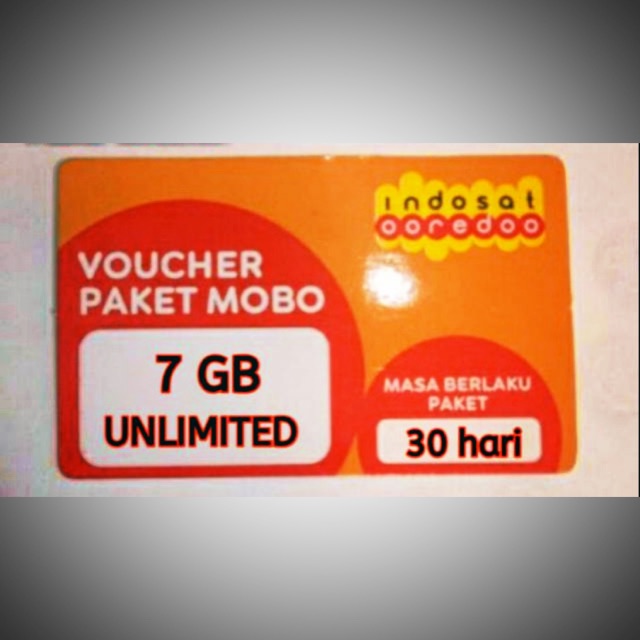 indosat
ooredoo
VOUCHER
PAKET MOBO
7 GB
UNLIMITED
MASA BERLAKU
PAKET
30 hari